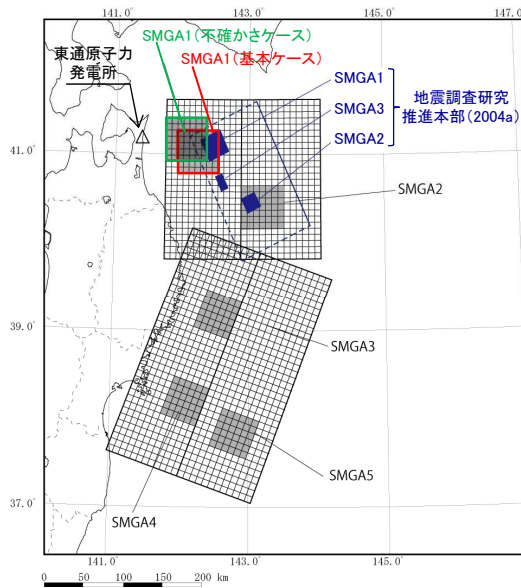 141.0°
143.0°
145.0°
147.0°
SMGA1(不確かさケース)
東通原子力
発電所
SMGA1(基本ケース)
SMGA1
SMGA3
SMGA2
地震調査研究
推進本部(2004a)
41.0°
SMGA2
39.0°
SMGA3
SMGA5
SMGA4
37.0°
141.0°
143.0°
145.0°
0 50 100 150 200 km